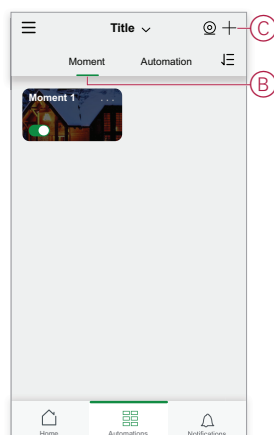 Title
C
Moment Automation
B
Moment 1 ...
Home Automations Notifications